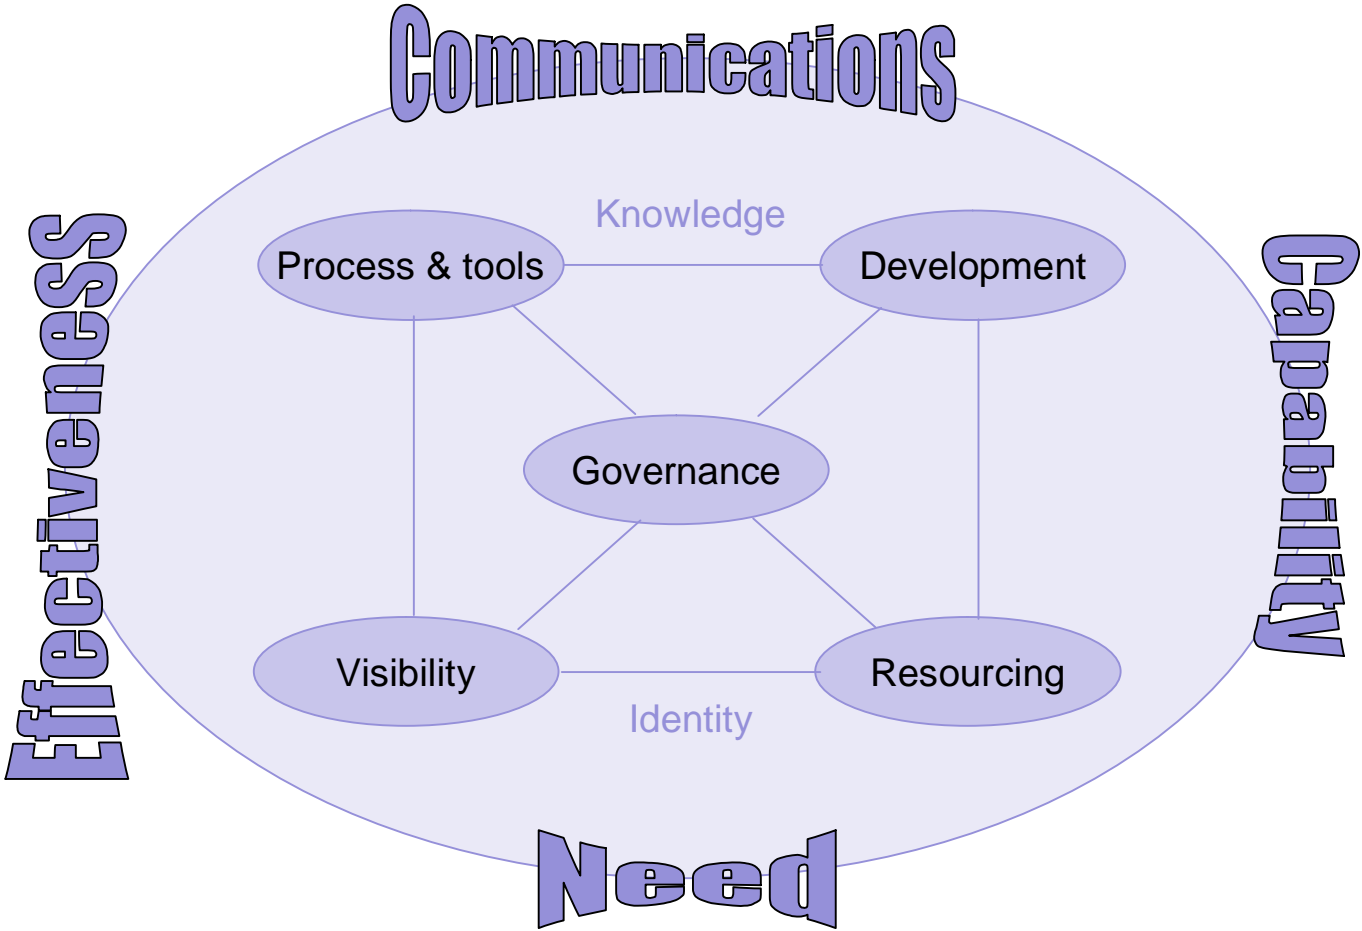 Communications
Knowledge
Process & tools
Development
Effectiveness
Capability
Governance
Visibility
Resourcing
Identity
Need